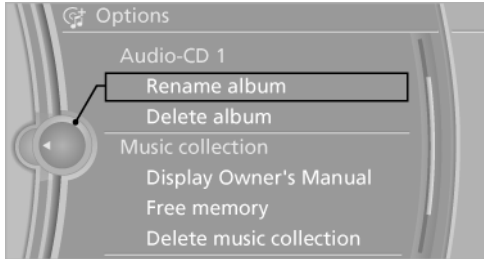 Options
Audio-CD 1
Rename album
Delete album
Music collection
Display Owner's Manual
Free memory
Delete music collection